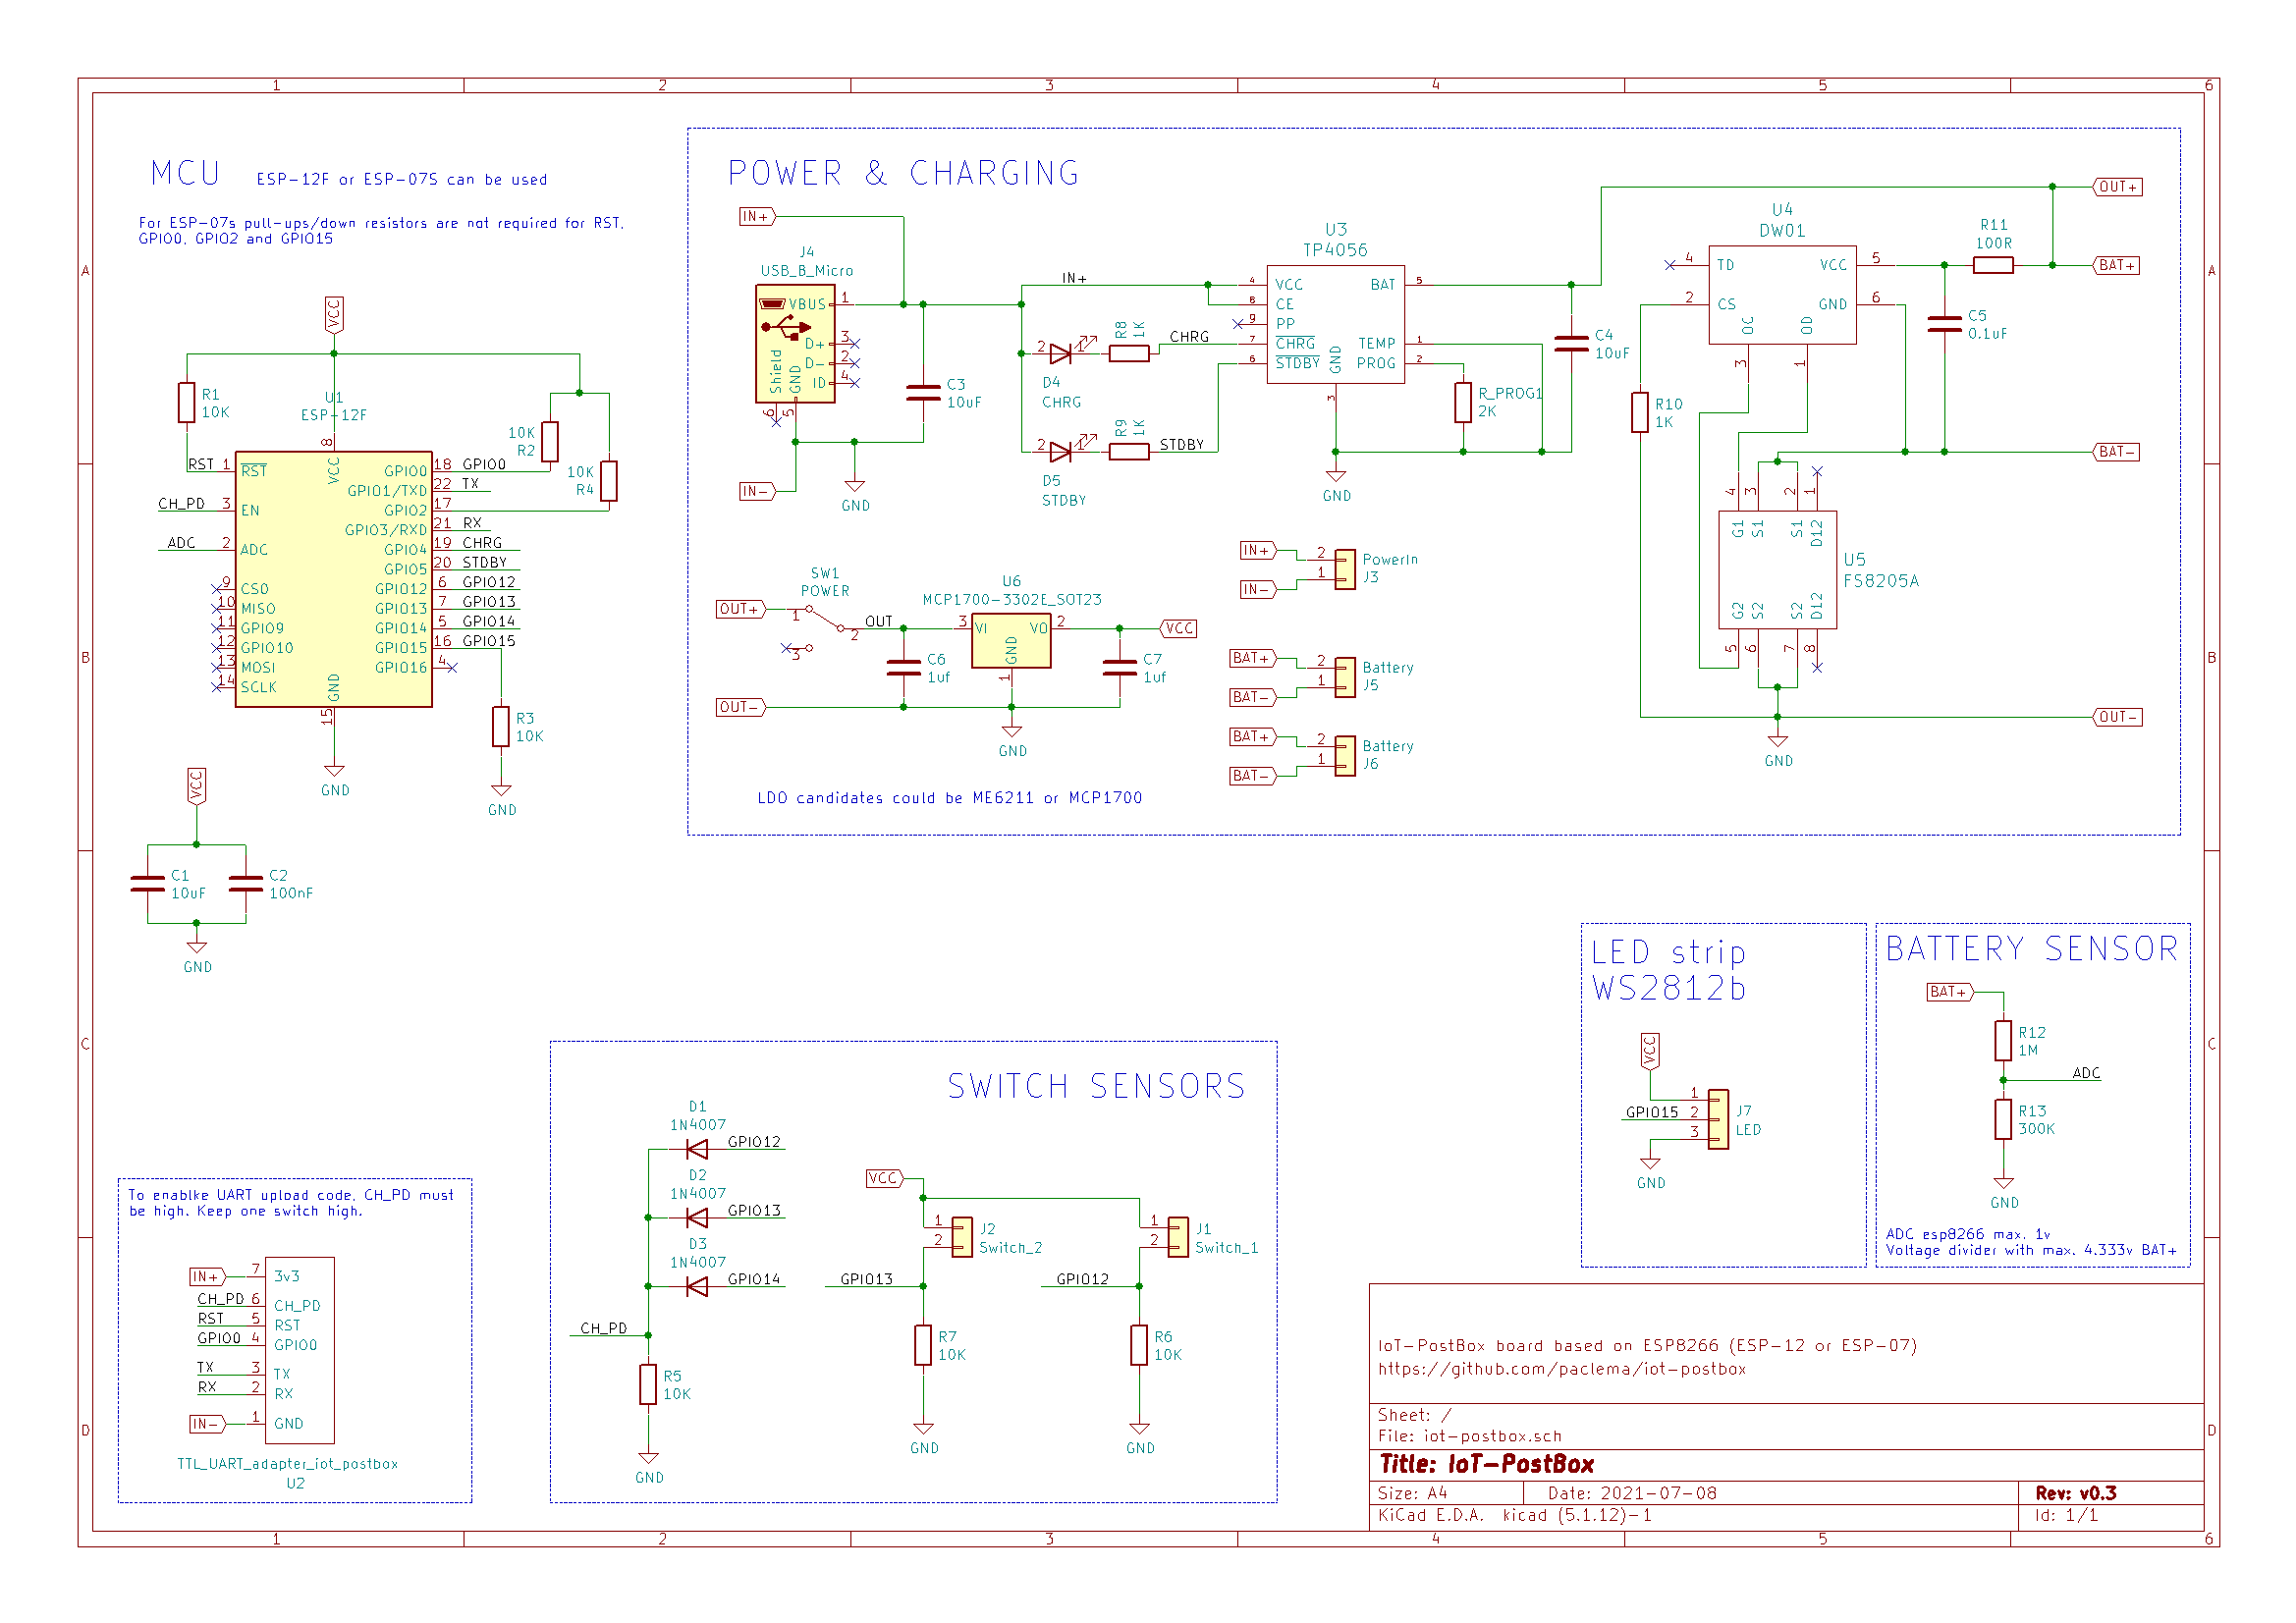 1 2 3 4 5 6
A A
B B
C C
D D
1 2 3 4 5 6
MCU ESP-12F or ESP-07S can be used
For ESP-07s pull-ups/down resistors are not required for RST,
GPIO0, GPIO2 and GPIO15
VCC
R1
10K
U1
ESP-12F
10K
R2
10K
R4
RST 1 RST
CH_PD 3 EN
ADC 2 ADC
9 CS0
10 MISO
11 GPIO9
12 GPIO10
13 MOSI
14 SCLK
8 VCC
15 GND
GPIO0 18 GPIO0
GPIO1/TXD 22 TX
GPIO2 17
GPIO3/RXD 21 RX
GPIO4 19 CHRG
GPIO5 20 STDBY
GPIO12 6 GPIO12
GPIO13 7 GPIO13
GPIO14 5 GPIO14
GPIO15 16 GPIO15
GPIO16 4
R3
10K
GND
GND
VCC
C1
10uF
C2
100nF
GND
POWER & CHARGING
IN+
J4
USB_B_Micro
VBUS 1
D+ 3
D- 2
ID 4
Shield 6
GND 5
IN-
GND
C3
10uF
IN+
2 1
D4
CHRG
R8
1K
CHRG
2 1
D5
STDBY
R9
1K
STDBY
U3
TP4056
4 VCC
8 CE
9 PP
7 CHRG
6 STDBY
GND 3
BAT 5
TEMP 1
PROG 2
R_PROG1
2K
C4
10uF
GND
U4
DW01
4 TD
2 CS
VCC 5
GND 6
OC 3
OD 1
R11
100R
C5
0.1uF
R10
1K
OUT+
BAT+
BAT-
OUT-
4 3 2 1
G1 S1 S1 D12
U5
FS8205A
G2 S2 S2 D12
5 6 7 8
GND
SW1
POWER
OUT+
1
2
3
OUT
U6
MCP1700-3302E_SOT23
3 VI
VO 2
GND
1
VCC
C6
1uf
C7
1uf
OUT-
GND
IN+ 2 PowerIn
IN- 1 J3
BAT+ 2 Battery
BAT- 1 J5
BAT+ 2 Battery
BAT- 1 J6
LDO candidates could be ME6211 or MCP1700
LED strip
WS2812b
VCC
1
GPIO15 2
3
J7
LED
GND
BATTERY SENSOR
BAT+
R12
1M
ADC
R13
300K
GND
ADC esp8266 max. 1v
Voltage divider with max. 4.333v BAT+
SWITCH SENSORS
D1
1N4007
GPIO12
D2
1N4007
GPIO13
D3
1N4007
GPIO14
CH_PD
R5
10K
GND
VCC
1 J2
2 Switch_2
GPIO13
R7
10K
GND
1 J1
2 Switch_1
GPIO12
R6
10K
GND
To enablke UART upload code, CH_PD must
be high. Keep one switch high.
IN+ 7 3v3
CH_PD 6 CH_PD
RST 5 RST
GPIO0 4 GPIO0
TX 3 TX
RX 2 RX
IN- 1 GND
TTL_UART_adapter_iot_postbox
U2
IoT-PostBox board based on ESP8266 (ESP-12 or ESP-07)
https://github.com/paclema/iot-postbox
Sheet: /
File: iot-postbox.sch
Title: IoT-PostBox
Size: A4 Date: 2021-07-08 Rev: v0.3
KiCad E.D.A. kicad (5.1.12)-1 Id: 1/1